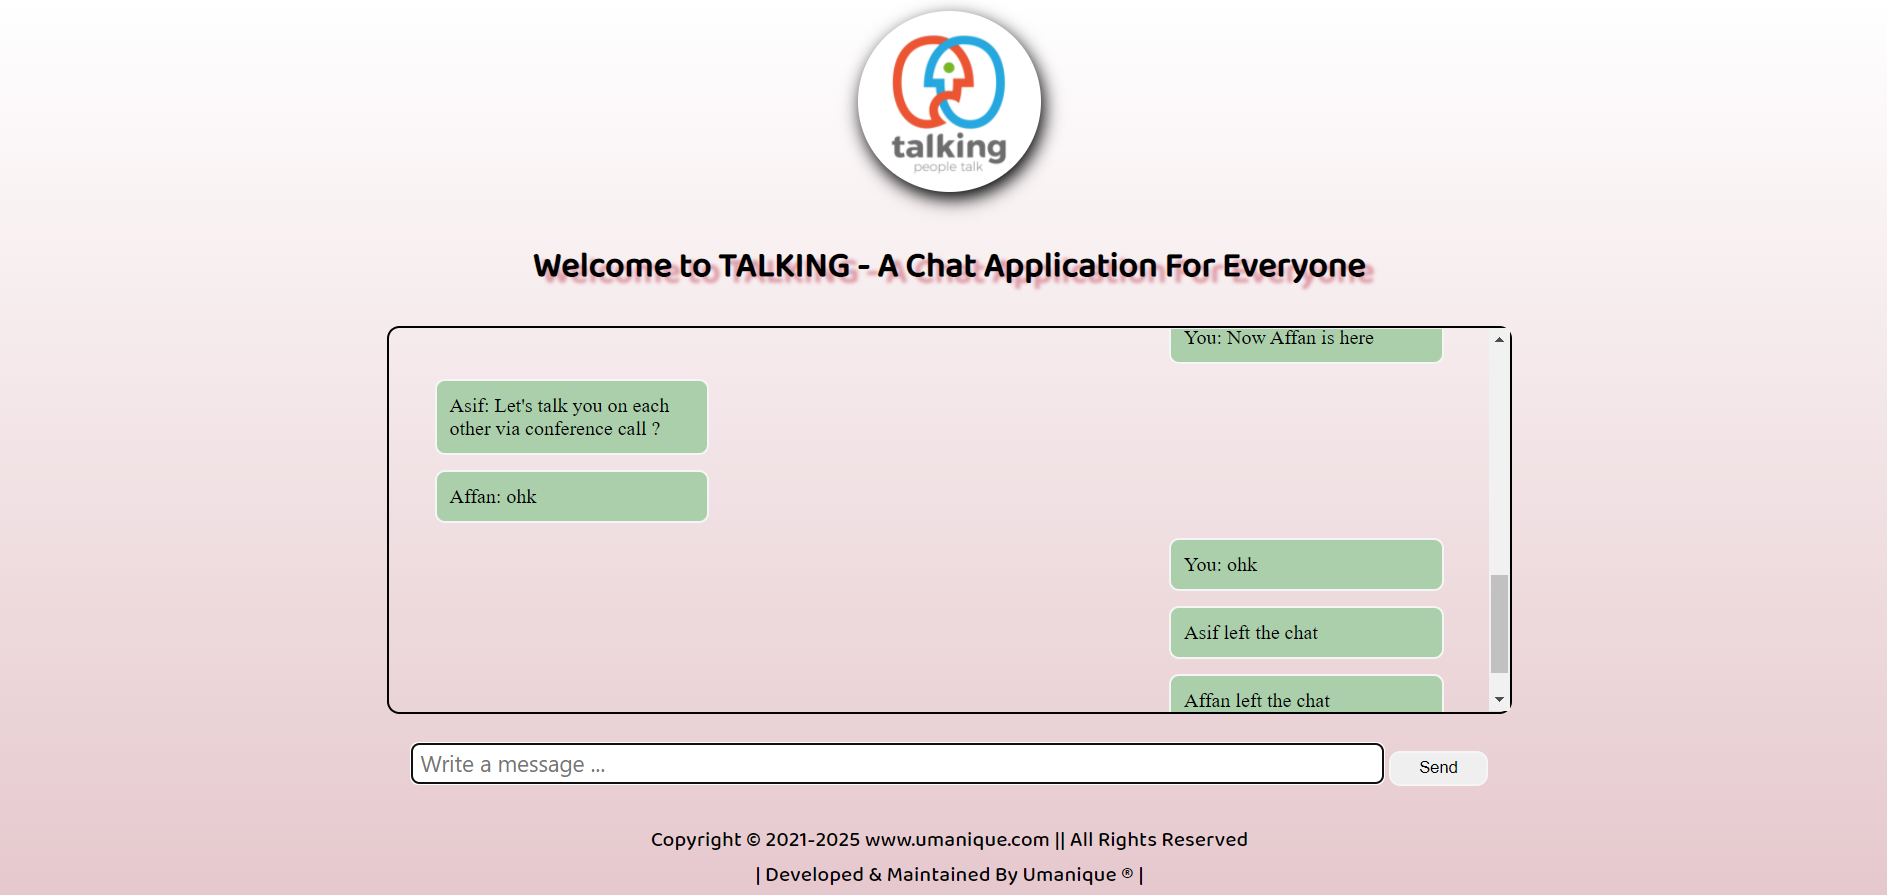 talking
people talk
Welcome to TALKING - A Chat Application For Everyone
You: Now Affan is here
Asif: Let's talk you on each
other via conference call ?
Affan: ohk
You: ohk
Asif left the chat
Affan left the chat
Write a message ...
Send
Copyright © 2021-2025 www.umanique.com || All Rights Reserved
| Developed & Maintained By Umanique ® |